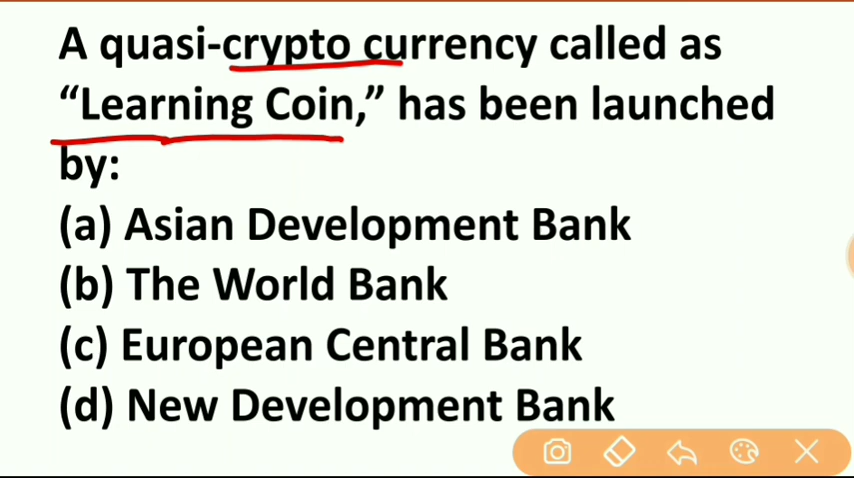 A quasi-crypto currency called as
“Learning Coin,” has been launched
by:
(a) Asian Development Bank
(b) The World Bank
(c) European Central Bank
(d) New Development Bank